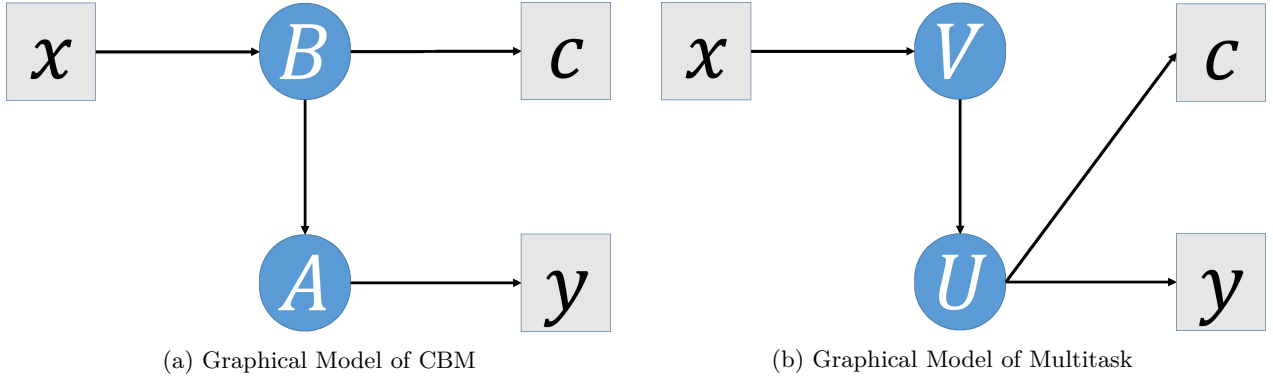 x B c
A y
(a) Graphical Model of CBM
x V c
U y
(b) Graphical Model of Multitask